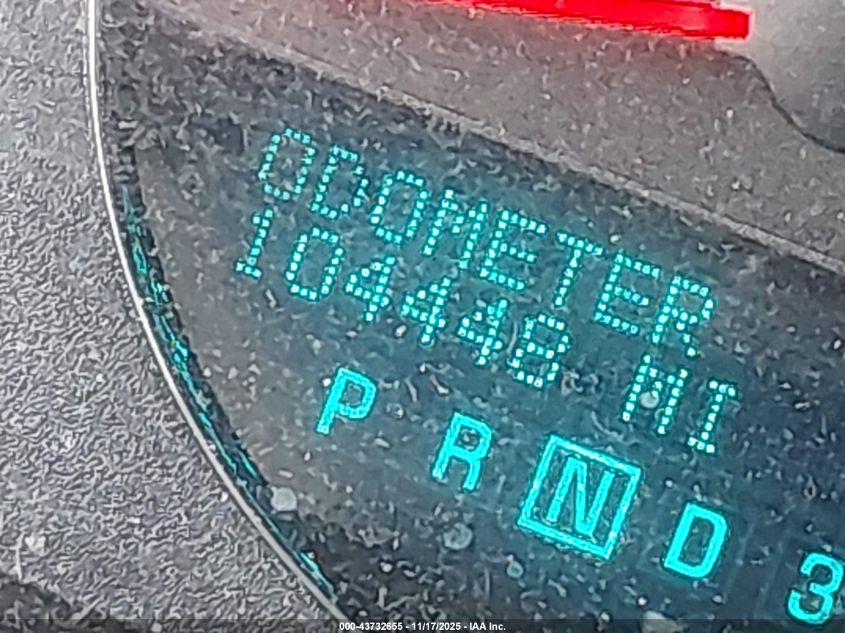 ODOMETER
104448 MI
P R N D 3
000-43732655 - 11/17/2025 - IAA Inc.